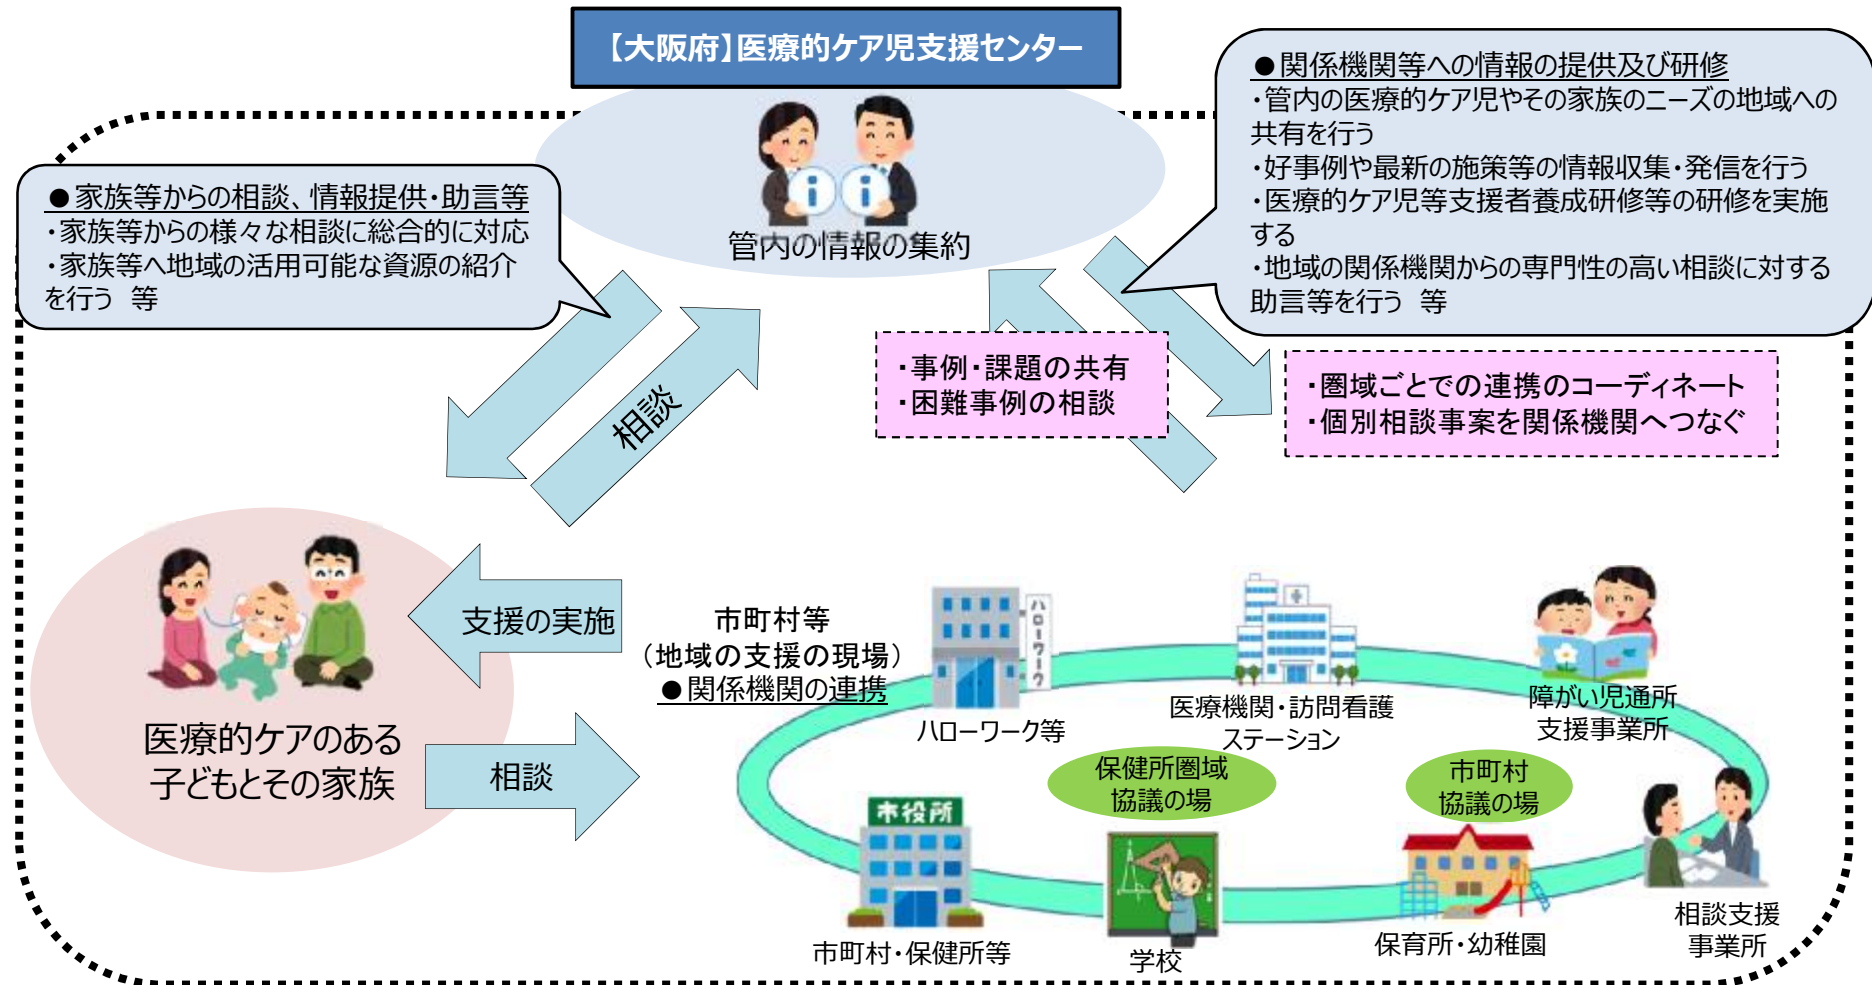 【大阪府】医療的ケア児支援センター
管内の情報の集約
●家族等からの相談、情報提供・助言等
・家族等からの様々な相談に総合的に対応
・家族等へ地域の活用可能な資源の紹介
を行う　等
●関係機関等への情報の提供及び研修
・管内の医療的ケア児やその家族のニーズの地域への
共有を行う
・好事例や最新の施策等の情報収集・発信を行う
・医療的ケア児等支援者養成研修等の研修を実施
する
・地域の関係機関からの専門性の高い相談に対する
助言等を行う　等
相談
・事例・課題の共有
・困難事例の相談
・圏域ごとでの連携のコーディネート
・個別相談事案を関係機関へつなぐ
支援の実施
医療的ケアのある
子どもとその家族
相談
市町村等
（地域の支援の現場）
●関係機関の連携
ハローワーク
ハローワーク等
医療機関・訪問看護
ステーション
障がい児通所
支援事業所
保健所圏域
協議の場
市町村
協議の場
市役所
市町村・保健所等
学校
保育所・幼稚園
相談支援
事業所